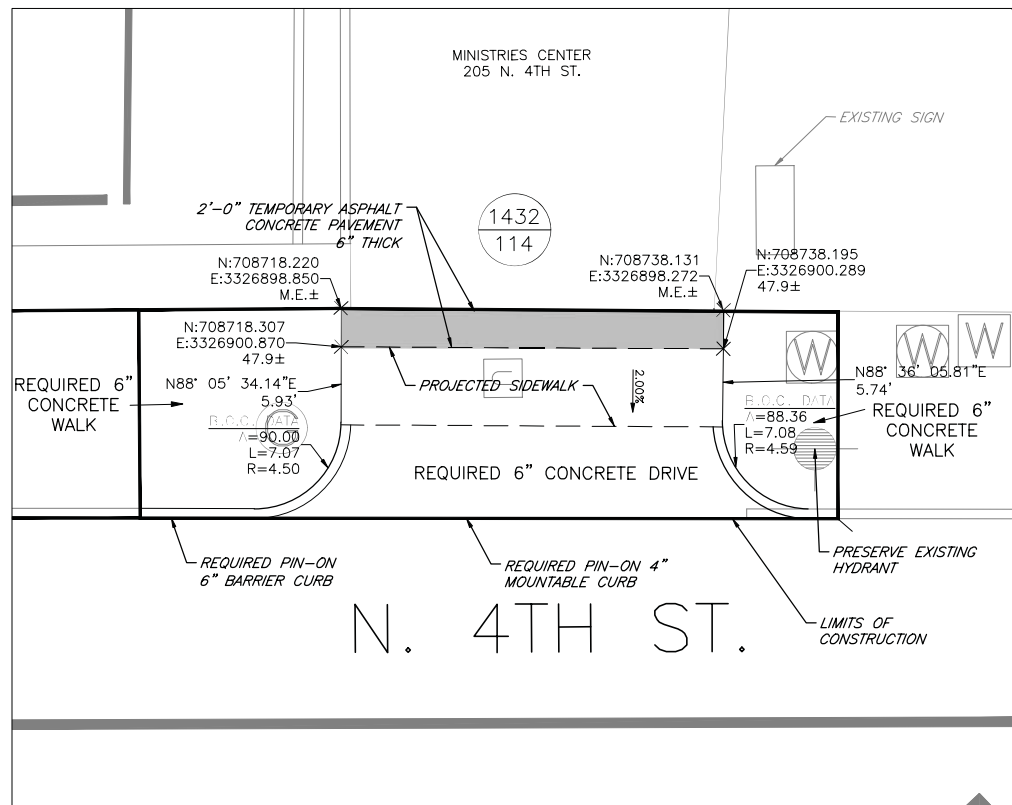 MINISTRIES CENTER
205 N. 4TH ST.
EXISTING SIGN
2'-0" TEMPORARY ASPHALT
CONCRETE PAVEMENT
6" THICK
1432
114
N:708718.220
E:3326898.850
M.E.±
N:708738.131
E:3326898.272
M.E.±
N:708738.195
E:3326900.289
47.9±
N:708718.307
E:3326900.870
47.9±
W
W
W
REQUIRED 6"
CONCRETE
WALK
N88° 05' 34.14"E
5.93'
PROJECTED SIDEWALK
2.00%
N88° 36' 05.81"E
5.74'
B.O.C. DATA
Δ=90.00
L=7.07
R=4.50
G
B.O.C. DATA
Δ=88.36
L=7.08
R=4.59
REQUIRED 6"
CONCRETE
WALK
REQUIRED 6" CONCRETE DRIVE
REQUIRED PIN-ON
6" BARRIER CURB
REQUIRED PIN-ON 4"
MOUNTABLE CURB
PRESERVE EXISTING
HYDRANT
N. 4TH ST.
LIMITS OF
CONSTRUCTION